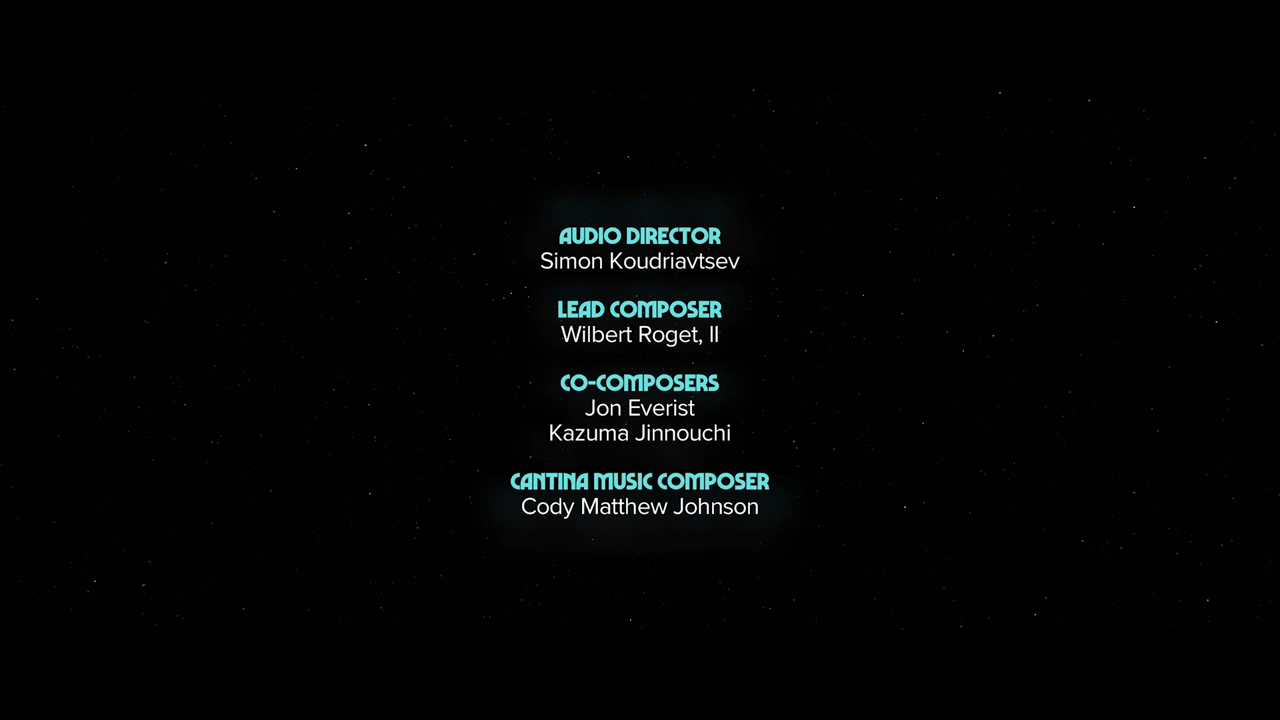 AUDIO DIRECTOR
Simon Koudriavtsev
LEAD COMPOSER
Wilbert Roget, II
CO-COMPOSERS
Jon Everist
Kazuma Jinnouchi
CANTINA MUSIC COMPOSER
Cody Matthew Johnson